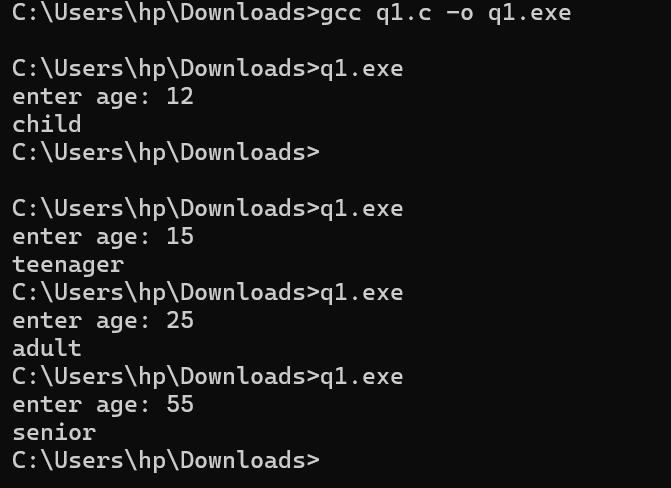 C:\Users\hp\Downloads>gcc q1.c -o q1.exe
C:\Users\hp\Downloads>q1.exe
enter age: 12
child
C:\Users\hp\Downloads>
C:\Users\hp\Downloads>q1.exe
enter age: 15
teenager
C:\Users\hp\Downloads>q1.exe
enter age: 25
adult
C:\Users\hp\Downloads>q1.exe
enter age: 55
senior
C:\Users\hp\Downloads>